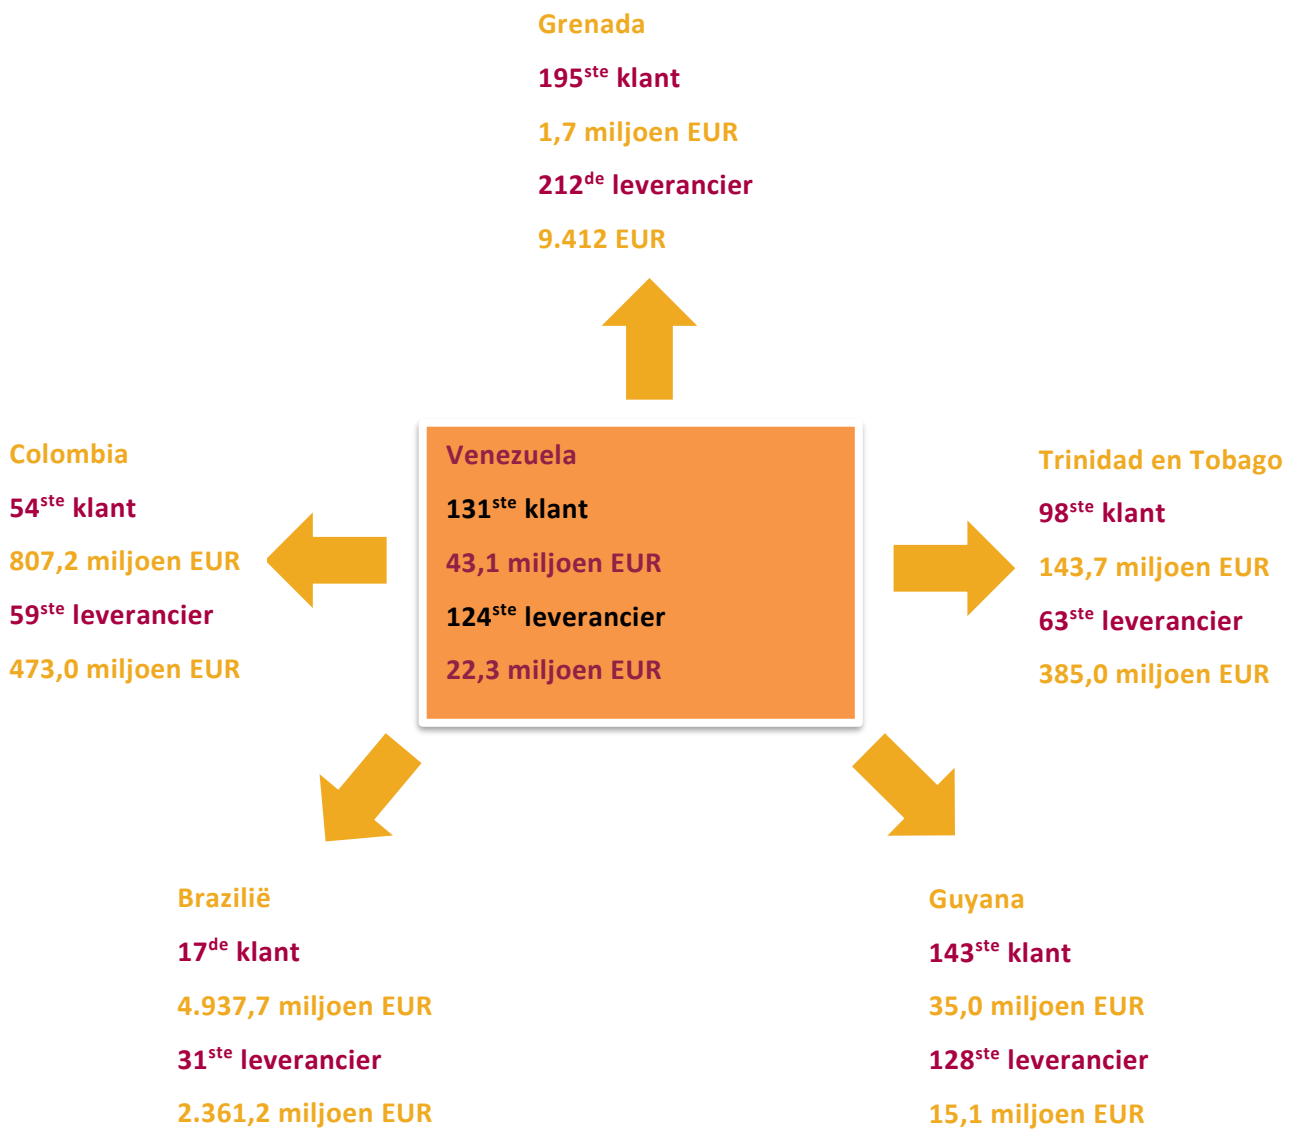 Grenada
195ste klant
1,7 miljoen EUR
212de leverancier
9.412 EUR
Colombia
54ste klant
807,2 miljoen EUR
59ste leverancier
473,0 miljoen EUR
Venezuela
131ste klant
43,1 miljoen EUR
124ste leverancier
22,3 miljoen EUR
Trinidad en Tobago
98ste klant
143,7 miljoen EUR
63ste leverancier
385,0 miljoen EUR
Brazilië
17de klant
4.937,7 miljoen EUR
31ste leverancier
2.361,2 miljoen EUR
Guyana
143ste klant
35,0 miljoen EUR
128ste leverancier
15,1 miljoen EUR